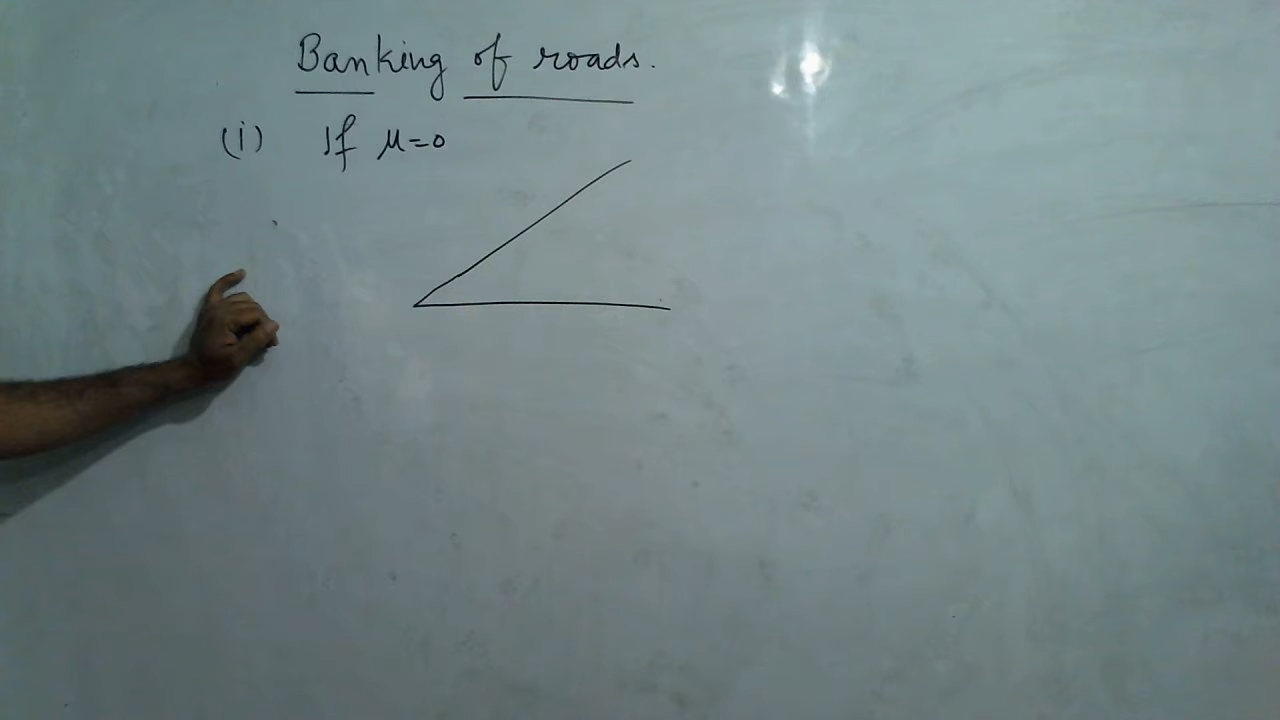 Banking of roads.
(i) If μ=0